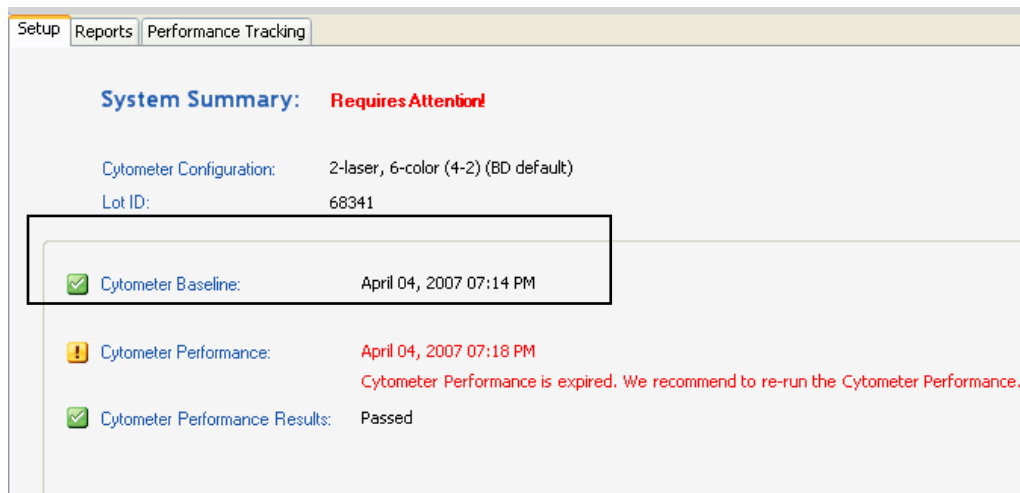 Setup Reports Performance Tracking
System Summary: Requires Attention!
Cytometer Configuration: 2-laser, 6-color (4-2) (BD default)
Lot ID: 68341
Cytometer Baseline: April 04, 2007 07:14 PM
Cytometer Performance: April 04, 2007 07:18 PM
Cytometer Performance is expired. We recommend to re-run the Cytometer Performance.
Cytometer Performance Results: Passed